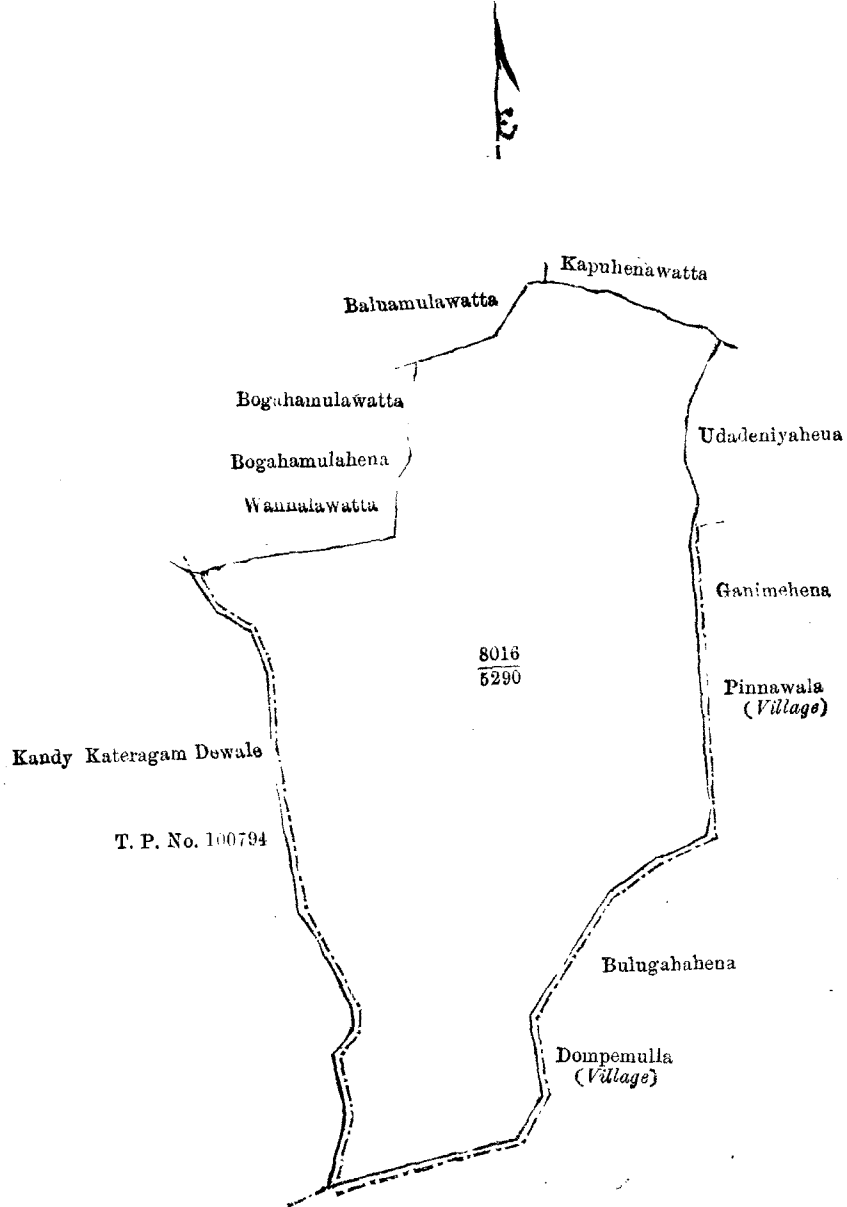 Kapuhenawatta
Baluamulawatta
Bogahamulawatta
Udadeniyahena
Bogahamulahena
Wannalawatta
Ganimehena
8016
5290
Pinnawala
(Village)
Kandy Kateragam Dewale
T. P. No. 100794
Bulugahahena
Dompemulla
(Village)